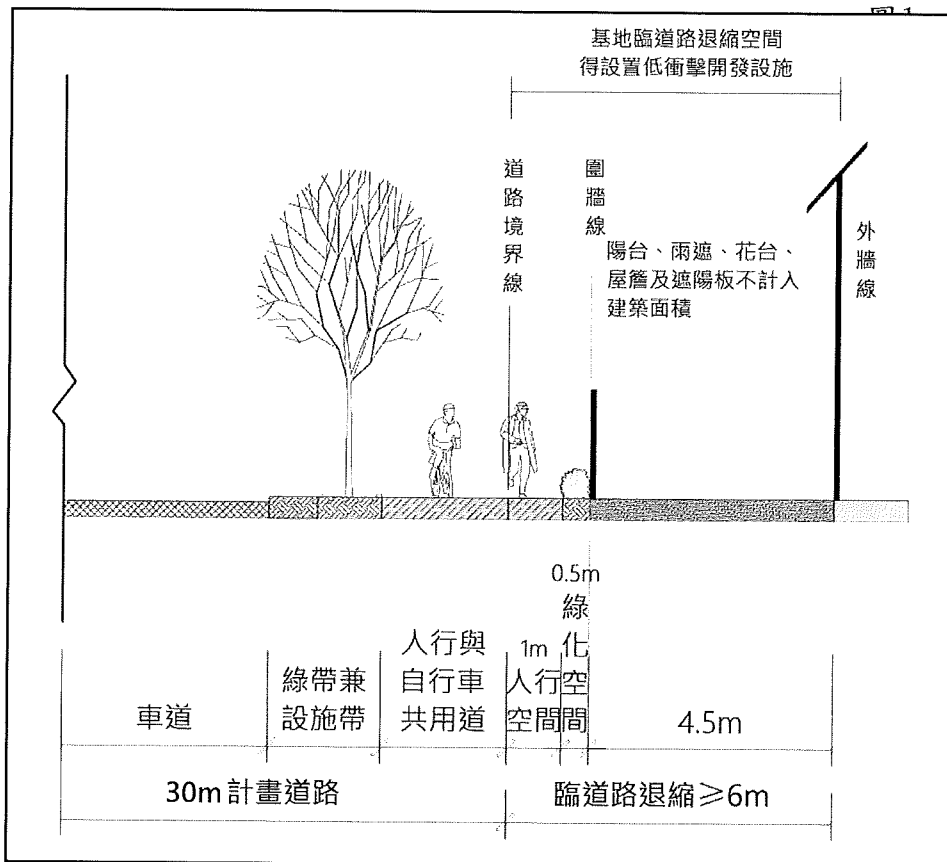 圖1
基地臨道路退縮空間
得設置低衝擊開發設施
道路境界線
圍牆線
陽台、雨遮、花台、
屋簷及遮陽板不計入
建築面積
外牆線
車道
綠帶兼
設施帶
人行與
自行車
共用道
1m
人行
空間
0.5m
綠化空間
4.5m
30m計畫道路
臨道路退縮≥6m